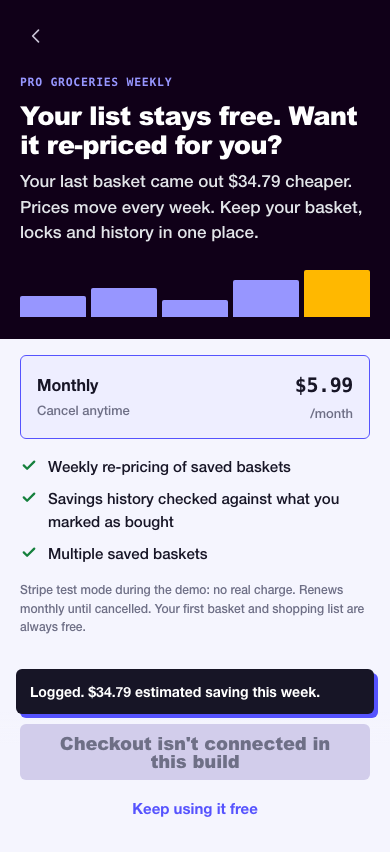 PRO GROCERIES WEEKLY
Your list stays free. Want
it re-priced for you?
Your last basket came out $34.79 cheaper.
Prices move every week. Keep your basket,
locks and history in one place.
Monthly
$5.99
Cancel anytime
/month
Weekly re-pricing of saved baskets
Savings history checked against what you
marked as bought
Multiple saved baskets
Stripe test mode during the demo: no real charge. Renews
monthly until cancelled. Your first basket and shopping list are
always free.
Logged. $34.79 estimated saving this week.
Checkout isn't connected in
this build
Keep using it free